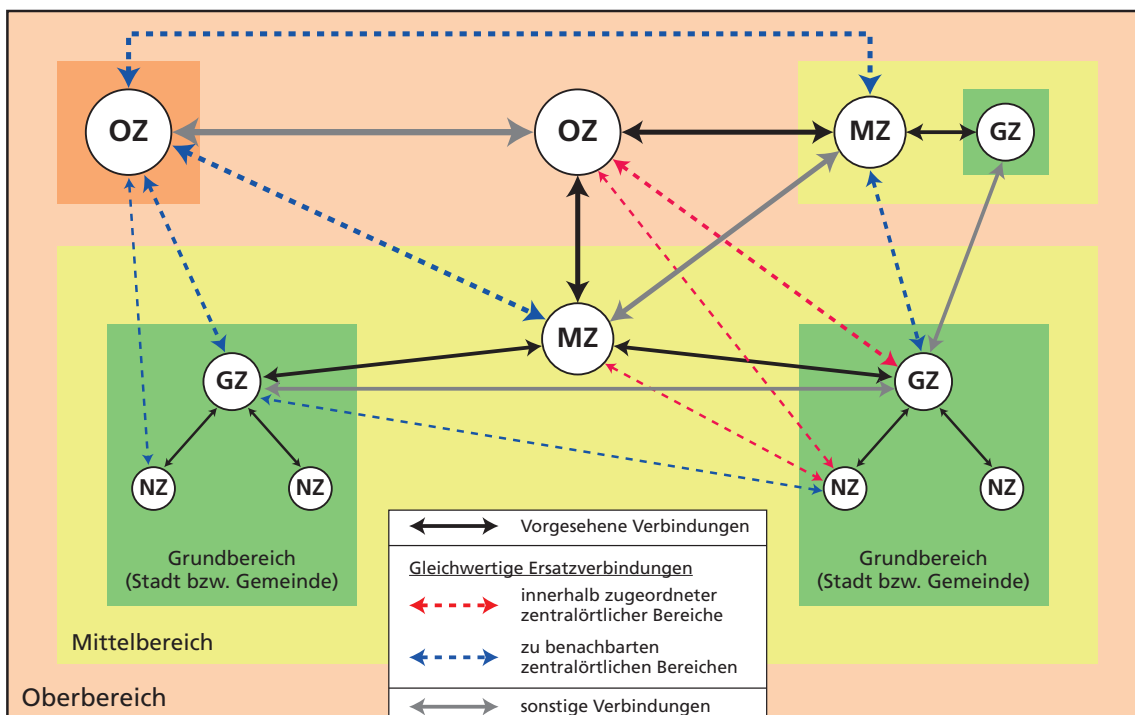 OZ
OZ
MZ
GZ
MZ
GZ
GZ
NZ
NZ
NZ
NZ
Grundbereich
(Stadt bzw. Gemeinde)
Grundbereich
(Stadt bzw. Gemeinde)
Mittelbereich
Oberbereich
Vorgesehene Verbindungen
Gleichwertige Ersatzverbindungen
innerhalb zugeordneter
zentralörtlicher Bereiche
zu benachbarten
zentralörtlichen Bereichen
sonstige Verbindungen